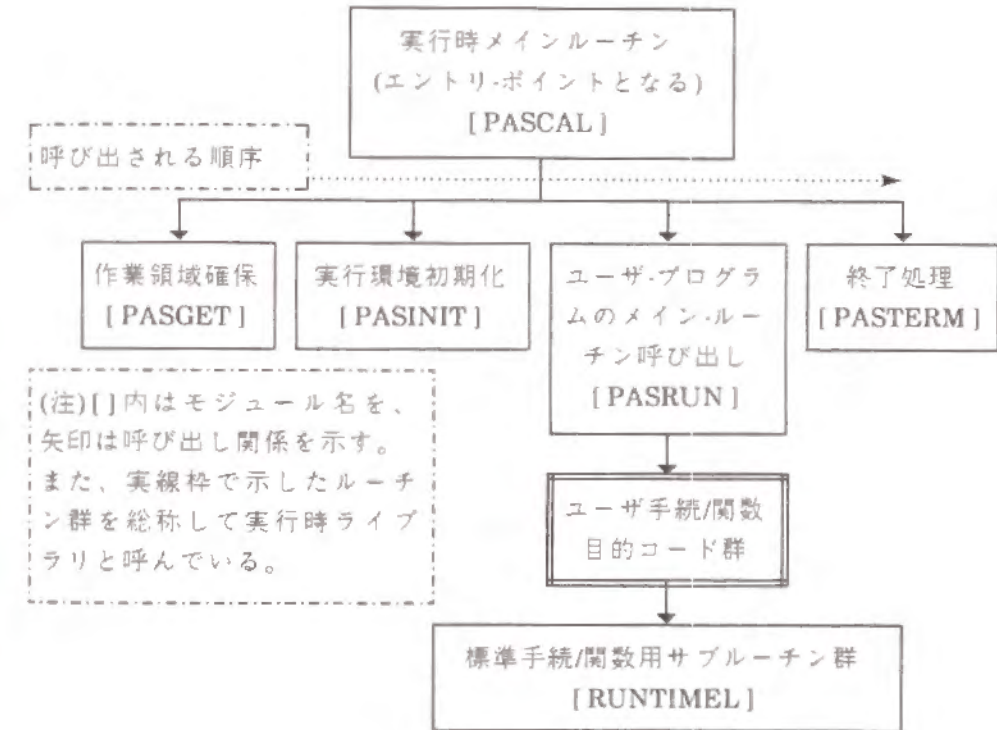 実行時メインルーチン
(エントリ・ポイントとなる)
[PASCAL]
呼び出される順序
作業領域確保
[PASGET]
実行環境初期化
[PASINIT]
ユーザ・プログラ
ムのメイン・ルー
チン呼び出し
[PASRUN]
終了処理
[PASTERM]
(注)[]内はモジュール名を、
矢印は呼び出し関係を示す。
また、実線枠で示したルーチ
ン群を総称して実行時ライブ
ラリと呼んでいる。
ユーザ手続/関数
目的コード群
標準手続/関数用サブルーチン群
[RUNTIMEL]